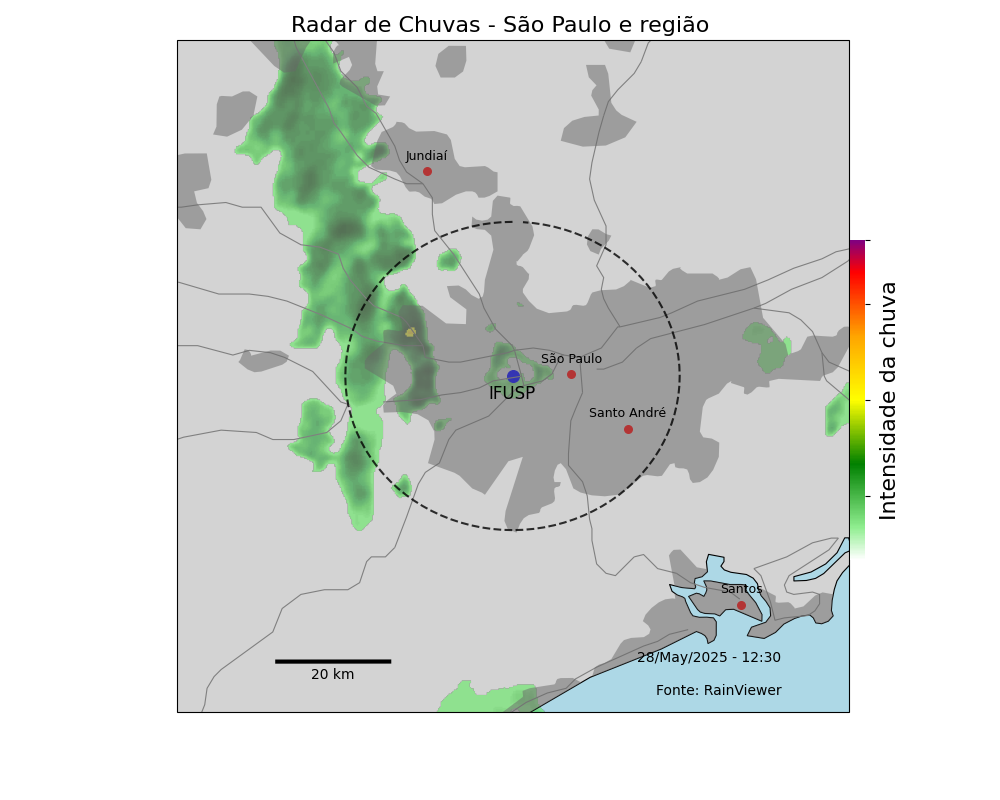 Radar de Chuvas - São Paulo e região
Jundiaí
São Paulo
IFUSP
Santo André
Intensidade da chuva
Santos
28/May/2025 - 12:30
20 km
Fonte: RainViewer